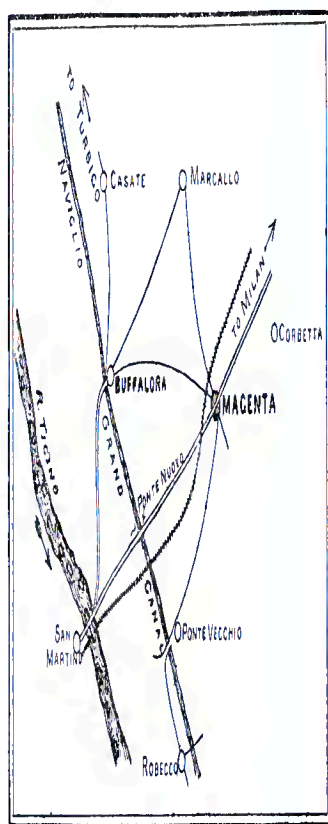 TO TURBICO
NAVIGLIO
CASATE
MARCALLO
TO MILAN
CORBETTA
BUFFALORA
MAGENTA
R. TICINO
GRAND
PONTE NUOVO
CANAL
SAN
MARTINO
PONTE VECCHIO
ROBECCO